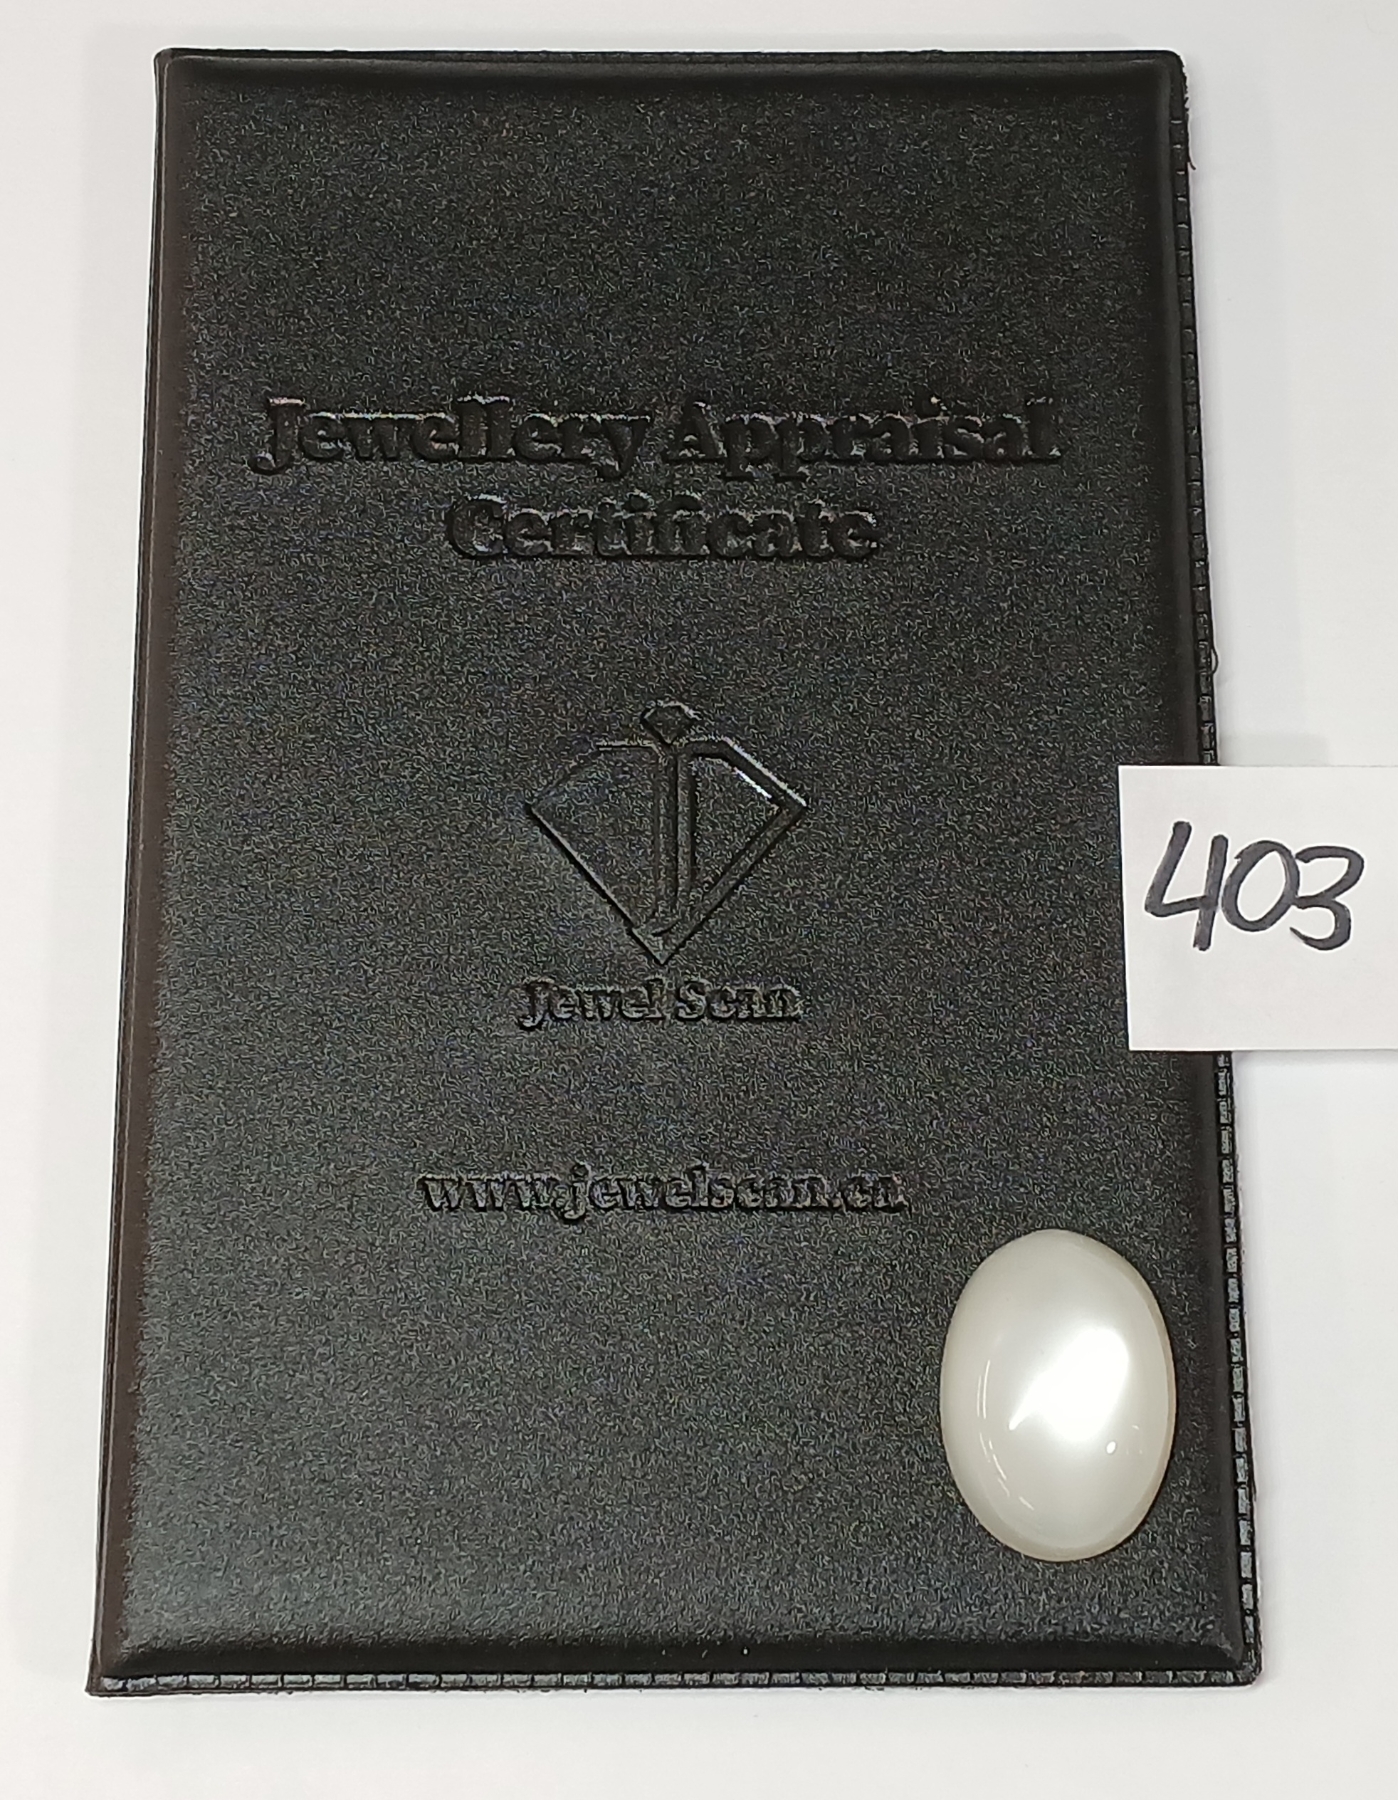 Jewellery Appraisal
Certificate
403
Jewel Scan
www.jewelscan.ca